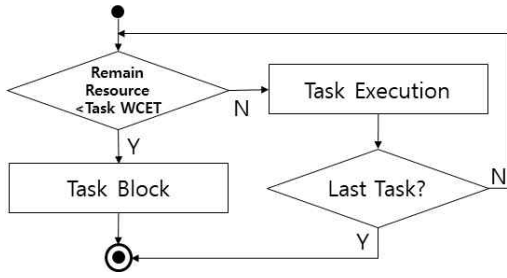 Remain
Resource
<Task WCET
N
Task Execution
Y
Task Block
Last Task?
N
Y